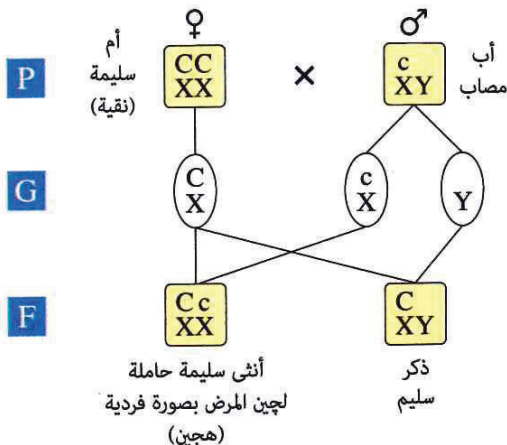 ♀ ♂
أم
سليمة
(نقية)
أب
مصاب
P
CC
XX
×
c
XY
G
C
X
c
X
Y
F
Cc
XX
C
XY
أنثى سليمة حاملة
لچين المرض بصورة فردية
(هجين)
ذكر
سليم